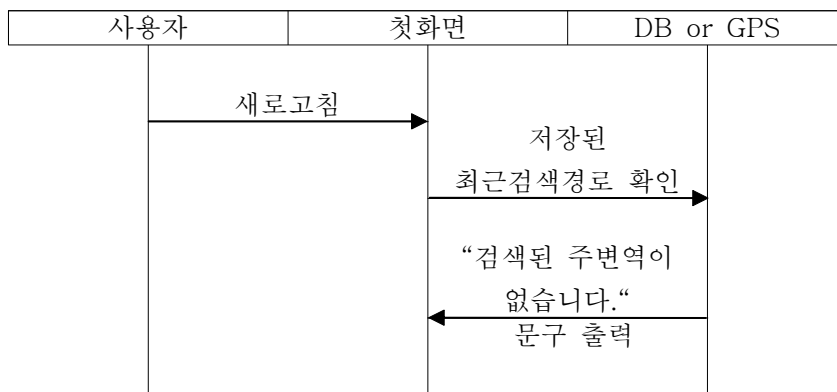 사용자
첫화면
DB or GPS
새로고침
저장된
최근검색경로 확인
“검색된 주변역이
없습니다.“
문구 출력